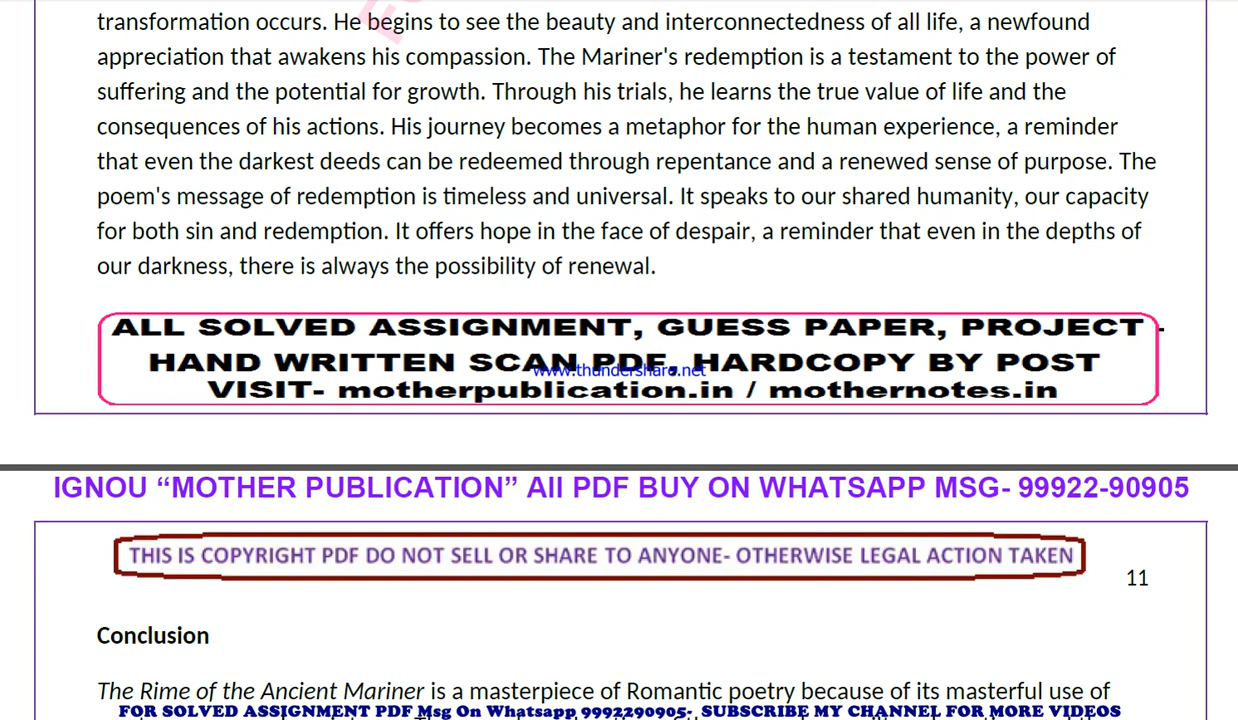 transformation occurs. He begins to see the beauty and interconnectedness of all life, a newfound
appreciation that awakens his compassion. The Mariner's redemption is a testament to the power of
suffering and the potential for growth. Through his trials, he learns the true value of life and the
consequences of his actions. His journey becomes a metaphor for the human experience, a reminder
that even the darkest deeds can be redeemed through repentance and a renewed sense of purpose. The
poem's message of redemption is timeless and universal. It speaks to our shared humanity, our capacity
for both sin and redemption. It offers hope in the face of despair, a reminder that even in the depths of
our darkness, there is always the possibility of renewal.
ALL SOLVED ASSIGNMENT, GUESS PAPER, PROJECT -
HAND WRITTEN SCAN PDF, HARDCOPY BY POST
www.thundershare.net
VISIT- motherpublication.in / mothernotes.in
IGNOU “MOTHER PUBLICATION” All PDF BUY ON WHATSAPP MSG- 99922-90905
THIS IS COPYRIGHT PDF DO NOT SELL OR SHARE TO ANYONE- OTHERWISE LEGAL ACTION TAKEN
11
Conclusion
The Rime of the Ancient Mariner is a masterpiece of Romantic poetry because of its masterful use of
FOR SOLVED ASSIGNMENT PDF Msg On Whatsapp 9992290905- SUBSCRIBE MY CHANNEL FOR MORE VIDEOS